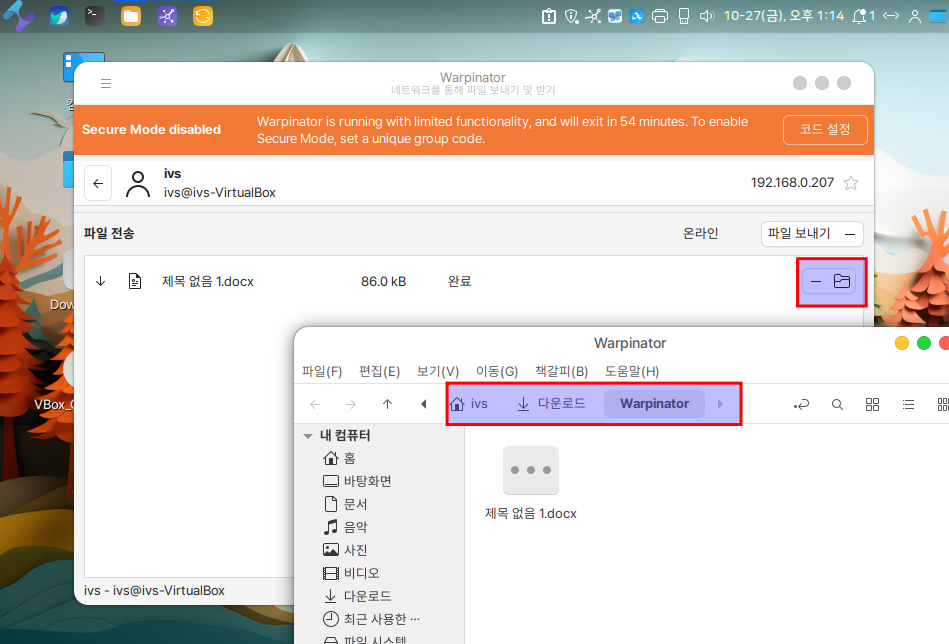 10-27(금), 오후 1:14
1
Warpinator
네트워크를 통해 파일 보내기 및 받기
Secure Mode disabled
Warpinator is running with limited functionality, and will exit in 54 minutes. To enable
Secure Mode, set a unique group code.
코드 설정
ivs
ivs@ivs-VirtualBox
192.168.0.207
파일 전송
온라인
파일 보내기
제목 없음 1.docx
86.0 kB
완료
Dow
VBox_
ivs - ivs@ivs-VirtualBox
Warpinator
파일(F)
편집(E)
보기(V)
이동(G)
책갈피(B)
도움말(H)
ivs
다운로드
Warpinator
내 컴퓨터
홈
바탕화면
문서
음악
사진
비디오
다운로드
최근 사용한 ···
파일 시스템
제목 없음 1.docx